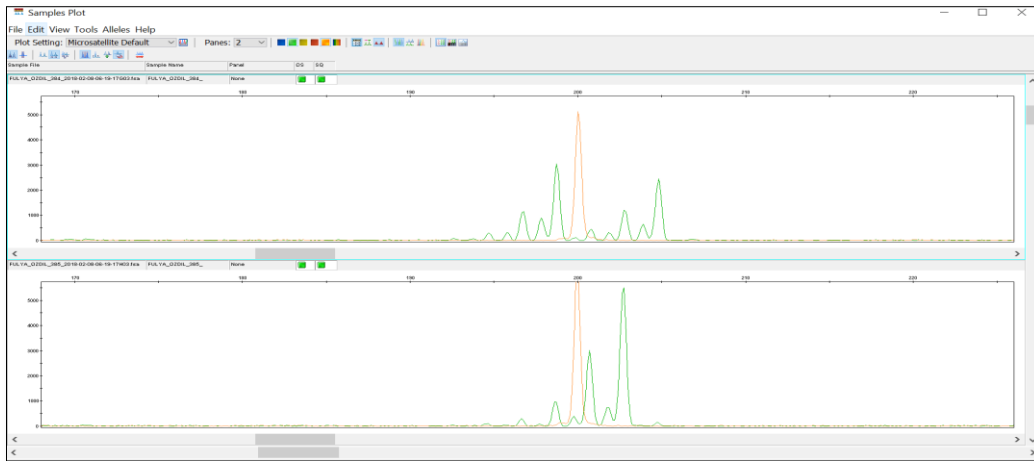 Samples Plot
File Edit View Tools Alleles Help
Plot Setting: Microsatellite Default Panes: 2
Sample File Sample Name Panel OS SQ
FULYA_OZDIL_384_ None
170 180 190 200 210 220
5000
4000
3000
2000
1000
0
FULYA_OZDIL_385_ None
170 180 190 200 210 220
5000
4000
3000
2000
1000
0